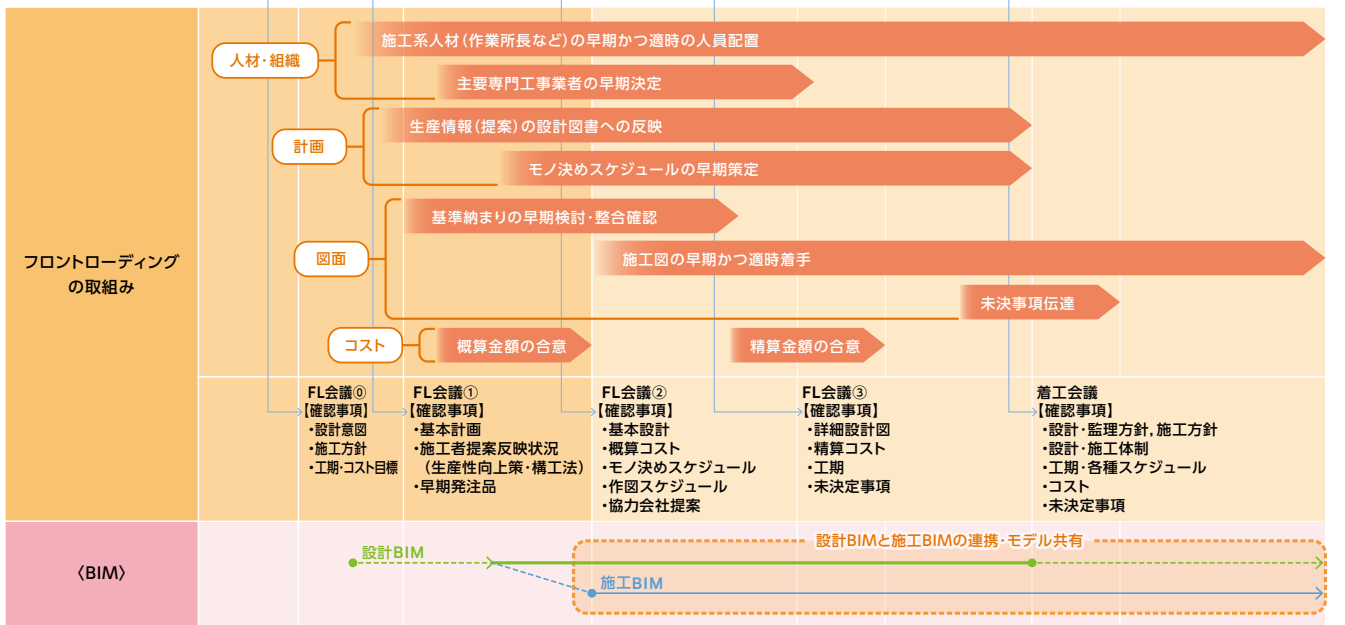 フロントローディング
の取組み
人材・組織
施工系人材(作業所長など)の早期かつ適時の人員配置
主要専門工事業者の早期決定
計画
生産情報(提案)の設計図書への反映
モノ決めスケジュールの早期策定
図面
基準納まりの早期検討・整合確認
施工図の早期かつ適時着手
未決事項伝達
コスト
概算金額の合意
精算金額の合意
FL会議⓪
【確認事項】
・設計意図
・施工方針
・工期・コスト目標
FL会議①
【確認事項】
・基本計画
・施工者提案反映状況
(生産性向上策・構工法)
・早期発注品
FL会議②
【確認事項】
・基本設計
・概算コスト
・モノ決めスケジュール
・作図スケジュール
・協力会社提案
FL会議③
【確認事項】
・詳細設計図
・精算コスト
・工期
・未決定事項
着工会議
【確認事項】
・設計・監理方針,施工方針
・設計・施工体制
・工期・各種スケジュール
・コスト
・未決定事項
〈BIM〉
設計BIM
施工BIM
設計BIMと施工BIMの連携・モデル共有